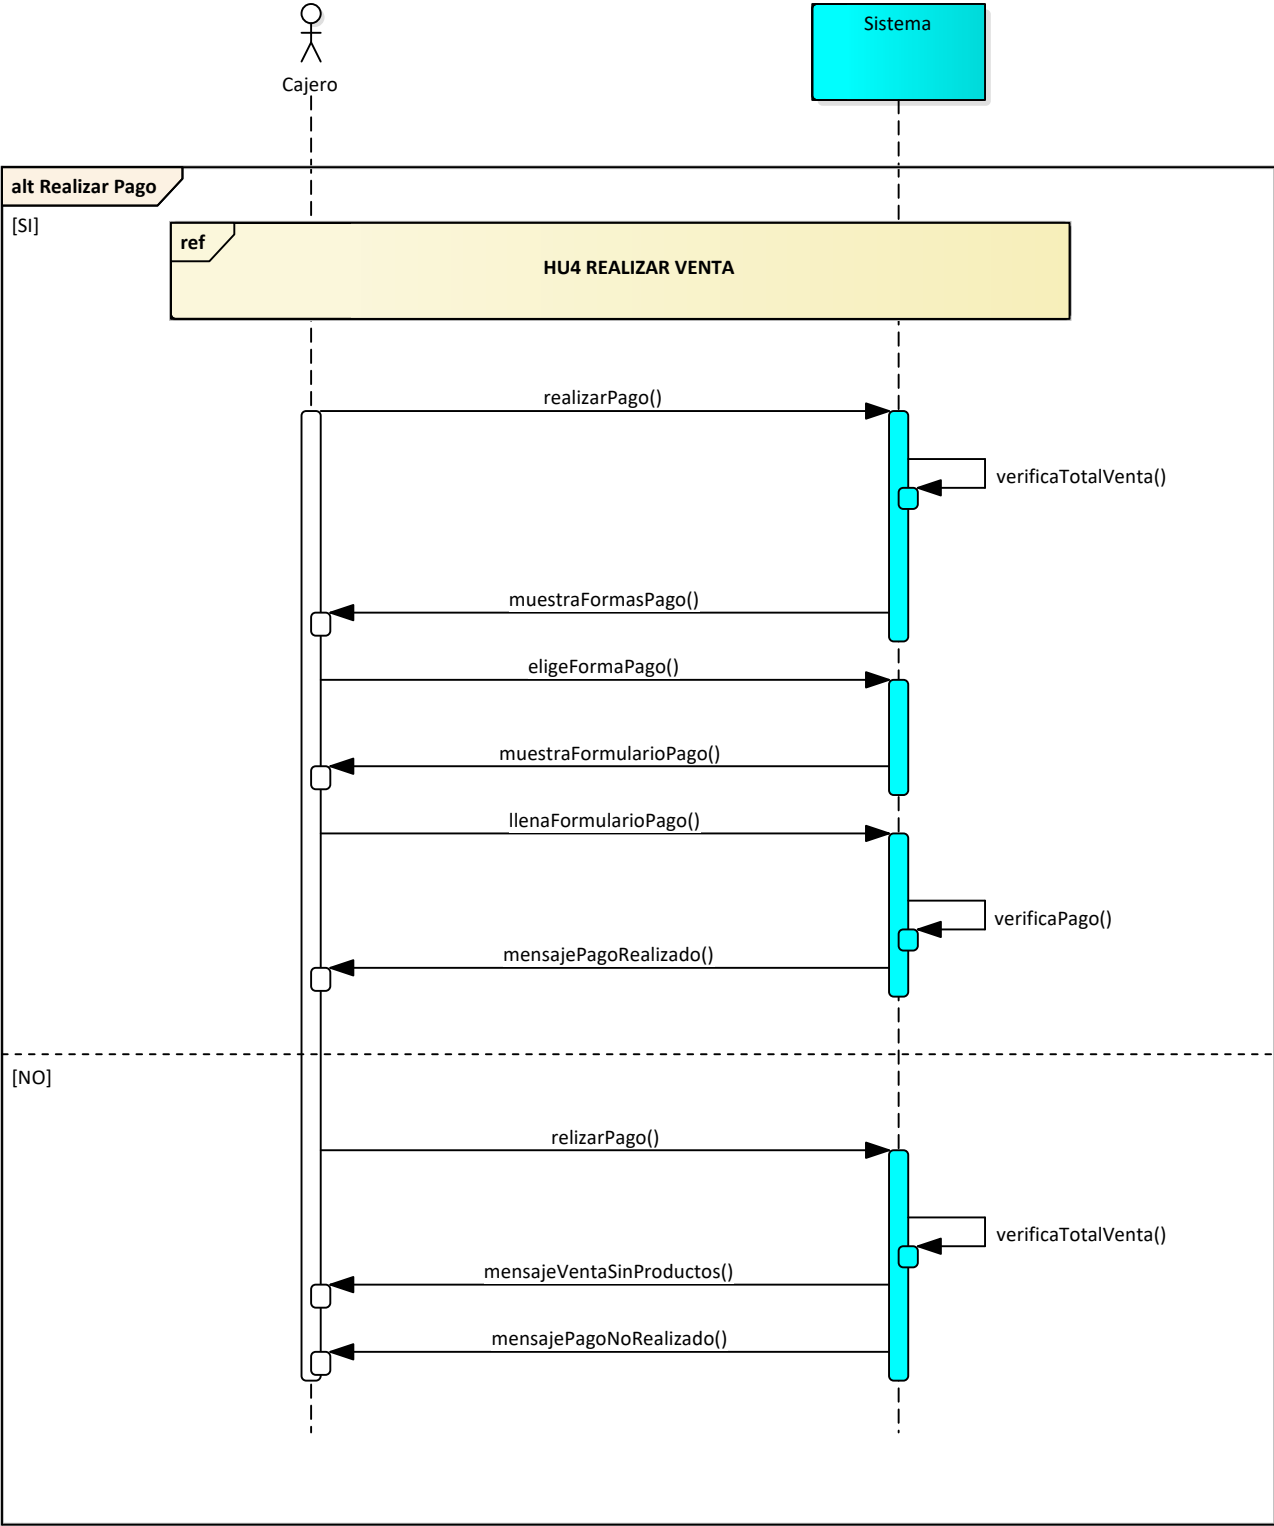 Cajero
Sistema
alt Realizar Pago
[SI]
ref
HU4 REALIZAR VENTA
realizarPago()
verificaTotalVenta()
muestraFormasPago()
eligeFormaPago()
muestraFormularioPago()
llenaFormularioPago()
verificaPago()
mensajePagoRealizado()
[NO]
relizarPago()
verificaTotalVenta()
mensajeVentaSinProductos()
mensajePagoNoRealizado()